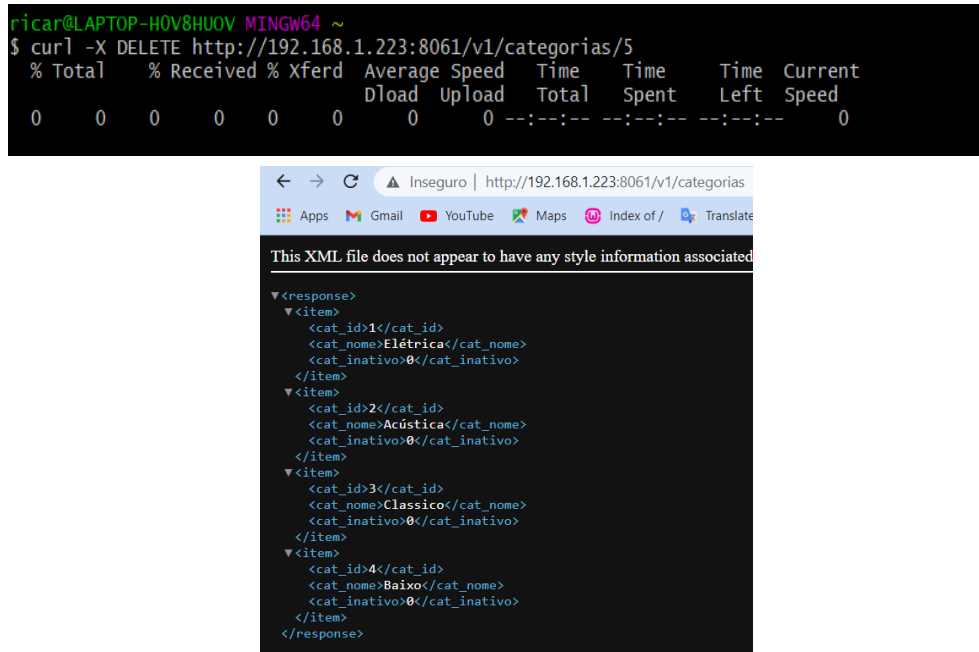 ricar@LAPTOP-H0V8HUOV MINGW64 ~
$ curl -X DELETE http://192.168.1.223:8061/v1/categorias/5
% Total % Received % Xferd Average Speed Time Time Time Current
Dload Upload Total Spent Left Speed
0 0 0 0 0 0 0 0 --:--:-- --:--:-- --:--:-- 0
Inseguro | http://192.168.1.223:8061/v1/categorias
Apps Gmail YouTube Maps Index of / Translate
This XML file does not appear to have any style information associated
<response>
<item>
<cat_id>1</cat_id>
<cat_nome>Elétrica</cat_nome>
<cat_inativo>0</cat_inativo>
</item>
<item>
<cat_id>2</cat_id>
<cat_nome>Acústica</cat_nome>
<cat_inativo>0</cat_inativo>
</item>
<item>
<cat_id>3</cat_id>
<cat_nome>Classico</cat_nome>
<cat_inativo>0</cat_inativo>
</item>
<item>
<cat_id>4</cat_id>
<cat_nome>Baixo</cat_nome>
<cat_inativo>0</cat_inativo>
</item>
</response>